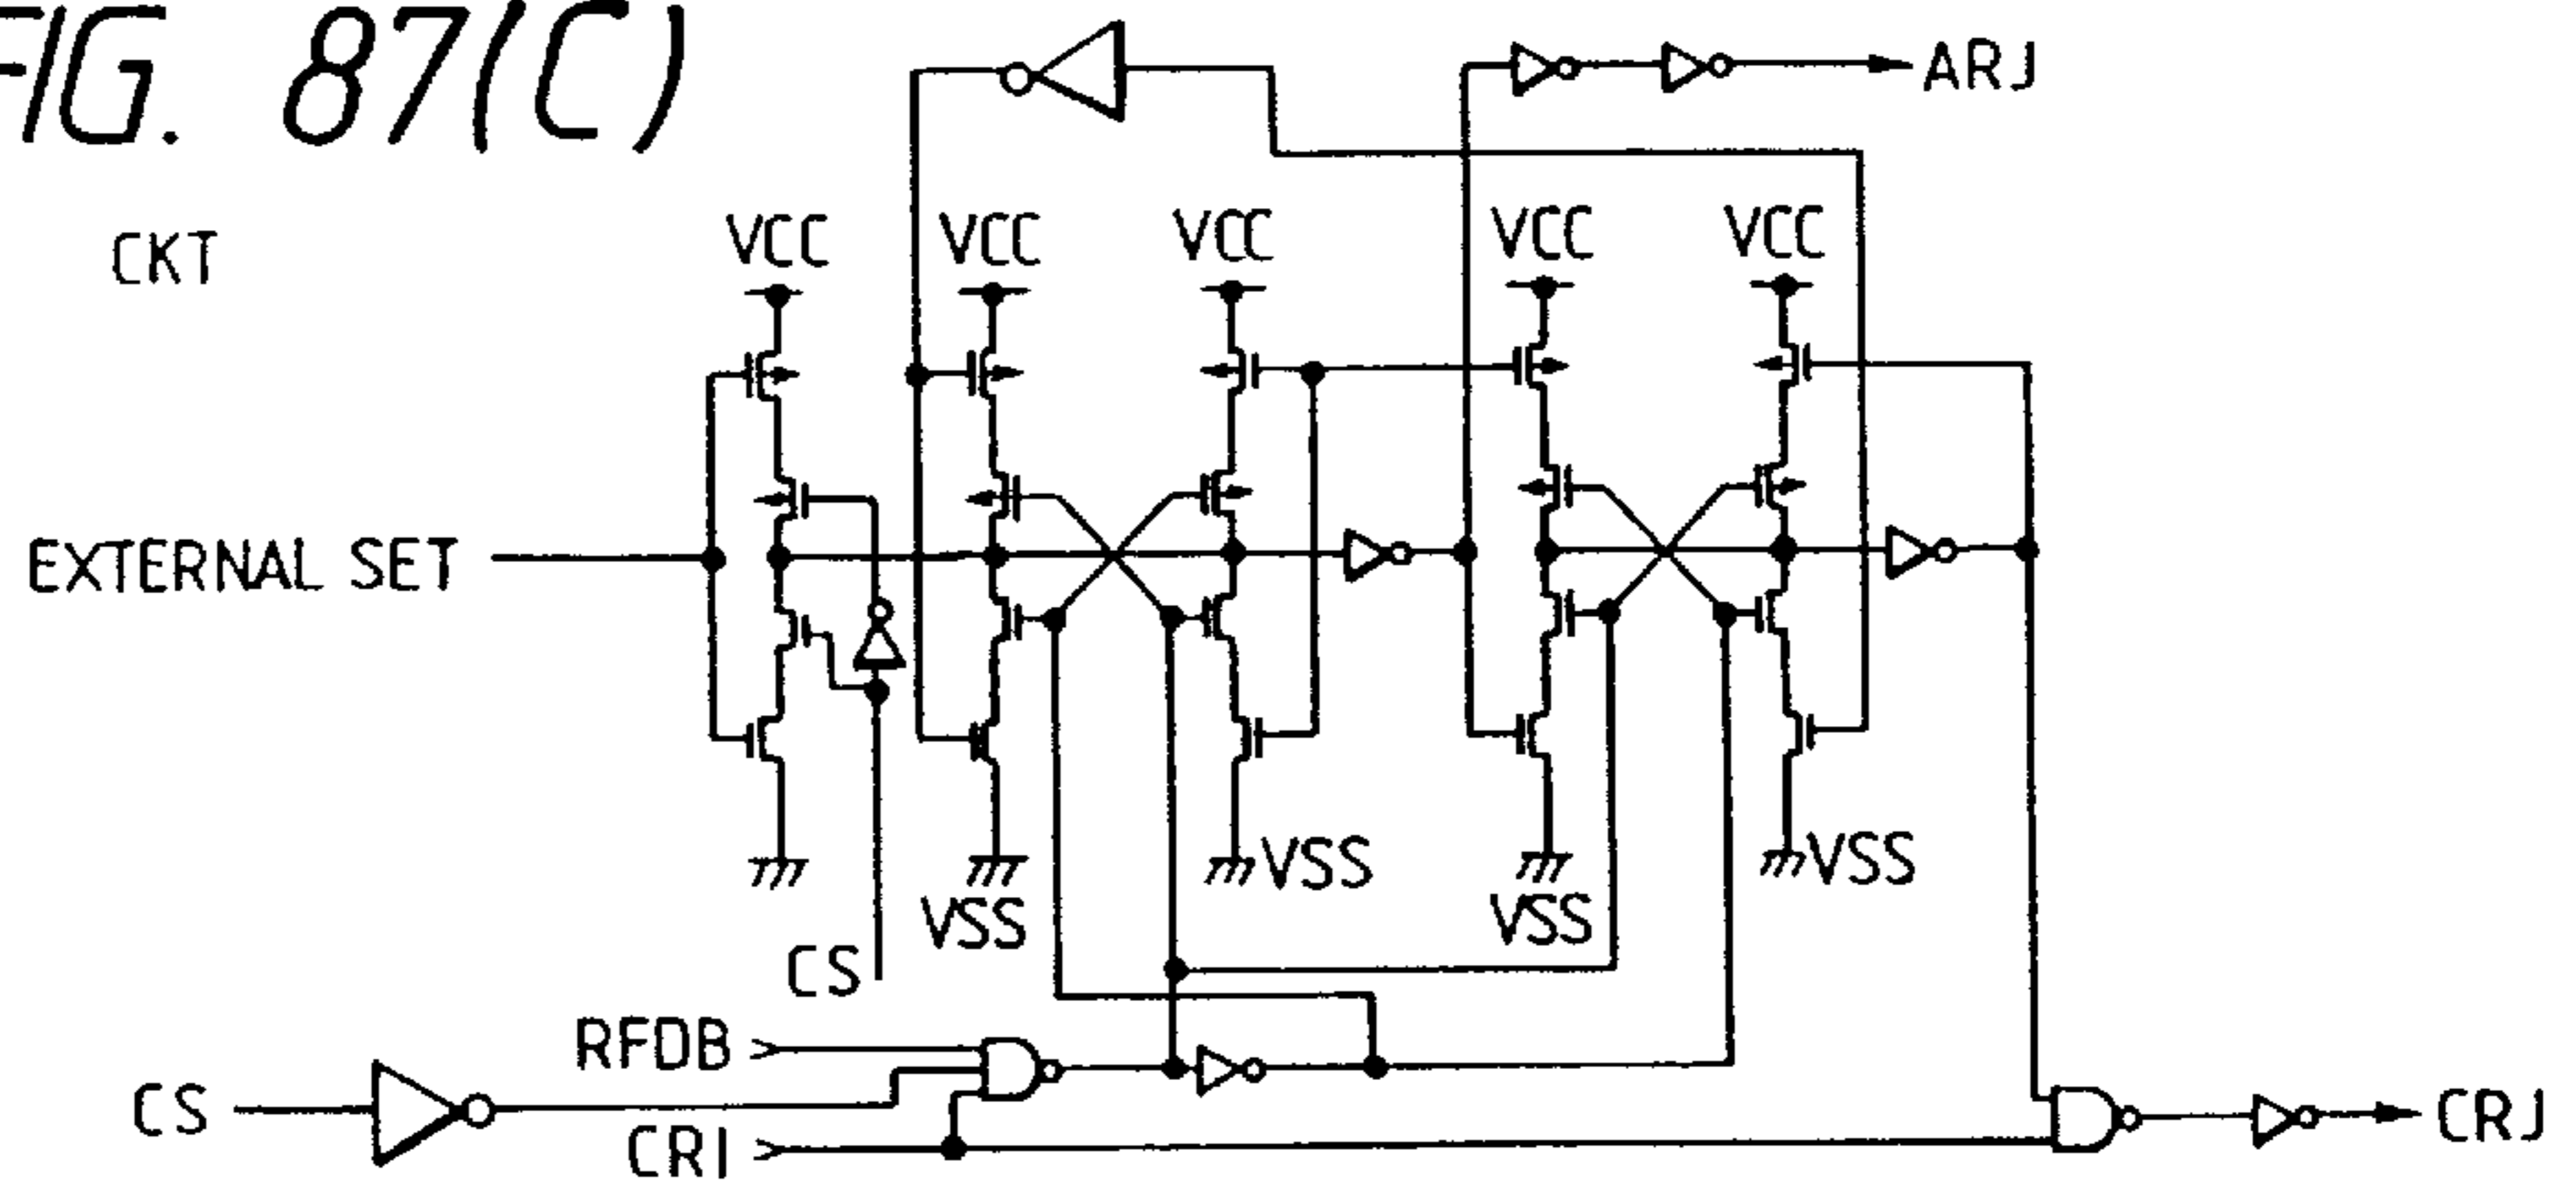 FIG. 87(C)
ARJ
CKT
VCC VCC VCC VCC VCC
EXTERNAL SET
VSS VSS
VSS VSS
CS
RFDB
CS
CRI
CRJ